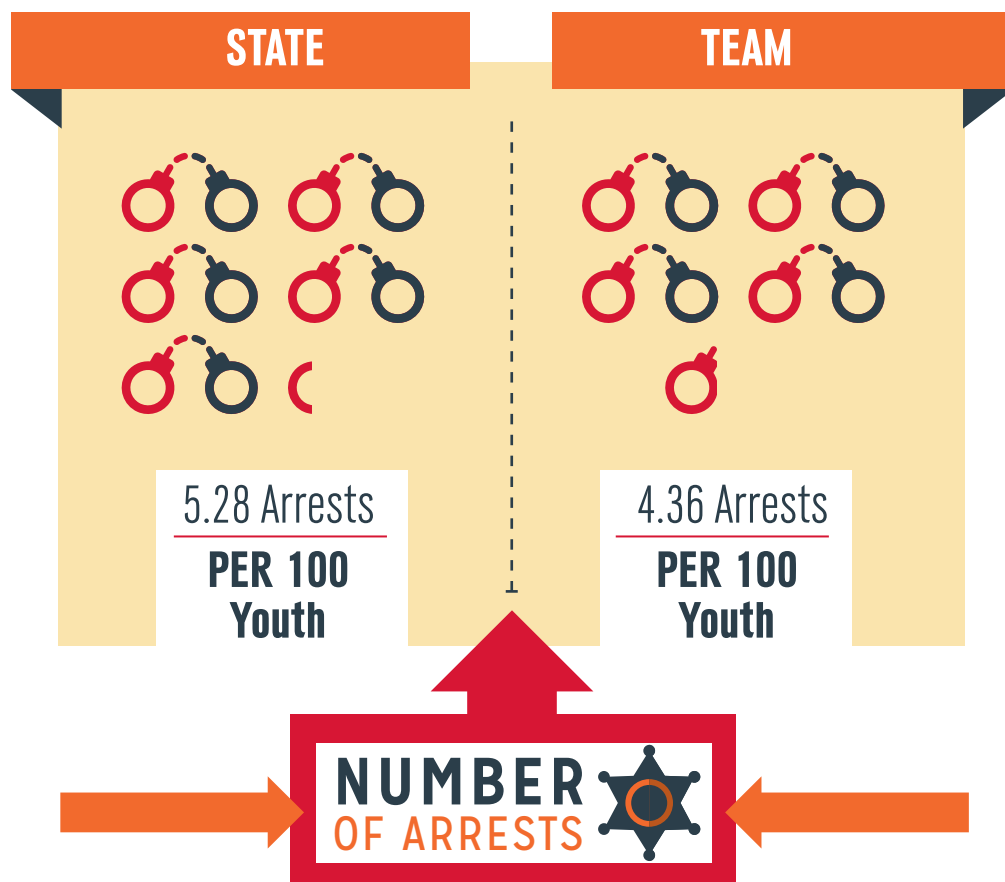 STATE
TEAM
5.28 Arrests
PER 100
Youth
4.36 Arrests
PER 100
Youth
NUMBER
OF ARRESTS